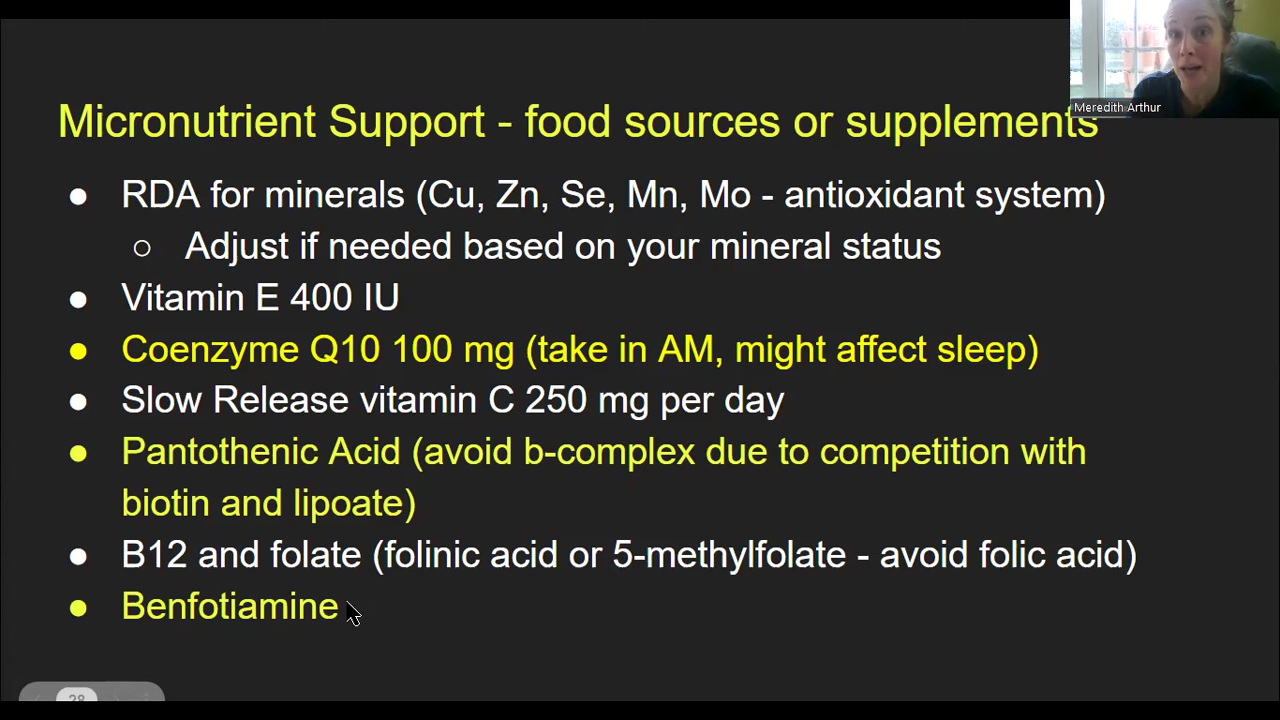 Meredith Arthur
Micronutrient Support - food sources or supplements
● RDA for minerals (Cu, Zn, Se, Mn, Mo - antioxidant system)
○ Adjust if needed based on your mineral status
● Vitamin E 400 IU
● Coenzyme Q10 100 mg (take in AM, might affect sleep)
● Slow Release vitamin C 250 mg per day
● Pantothenic Acid (avoid b-complex due to competition with
biotin and lipoate)
● B12 and folate (folinic acid or 5-methylfolate - avoid folic acid)
● Benfotiamine
28